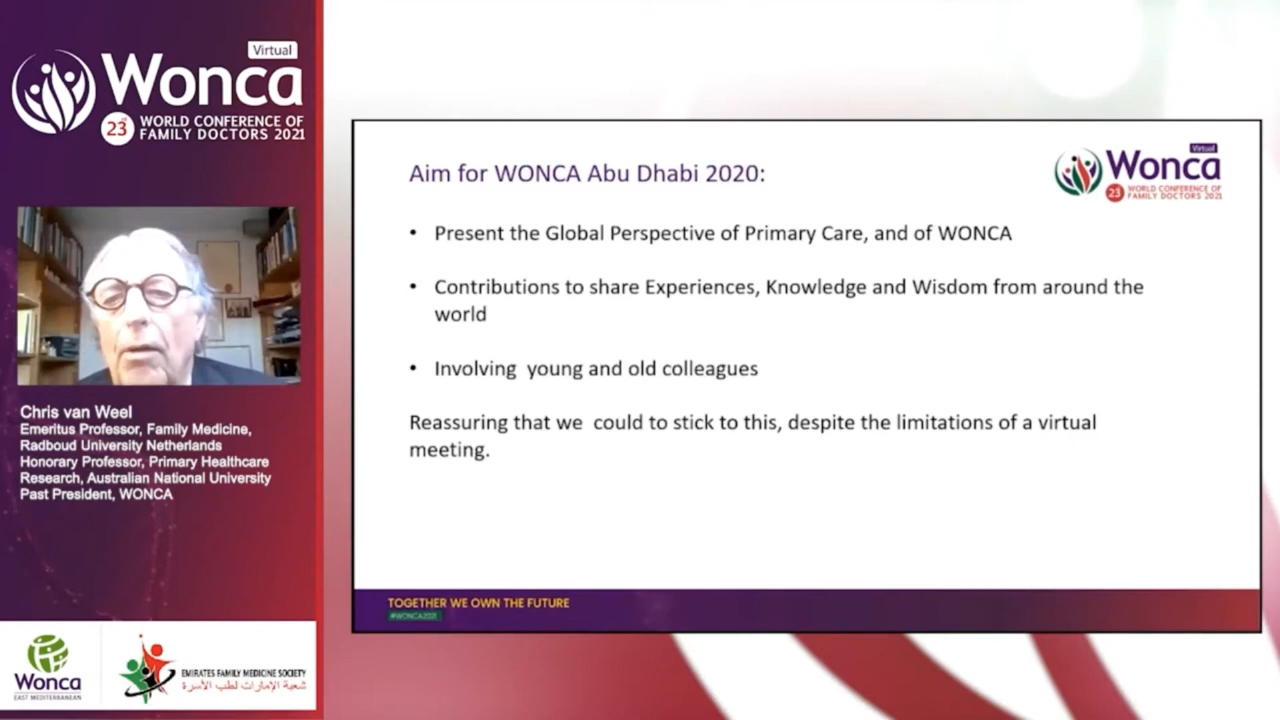 Virtual
Wonca
23rd
WORLD CONFERENCE OF
FAMILY DOCTORS 2021
Chris van Weel
Emeritus Professor, Family Medicine,
Radboud University Netherlands
Honorary Professor, Primary Healthcare
Research, Australian National University
Past President, WONCA
Wonca
EAST MEDITERRANEAN
EMIRATES FAMILY MEDICINE SOCIETY
شعبة الإمارات لطب الأسرة
Aim for WONCA Abu Dhabi 2020:
Virtual
Wonca
23
WORLD CONFERENCE OF
FAMILY DOCTORS 2021
• Present the Global Perspective of Primary Care, and of WONCA
• Contributions to share Experiences, Knowledge and Wisdom from around the
world
• Involving  young and old colleagues
Reassuring that we  could to stick to this, despite the limitations of a virtual
meeting.
TOGETHER WE OWN THE FUTURE
#WONCA2021